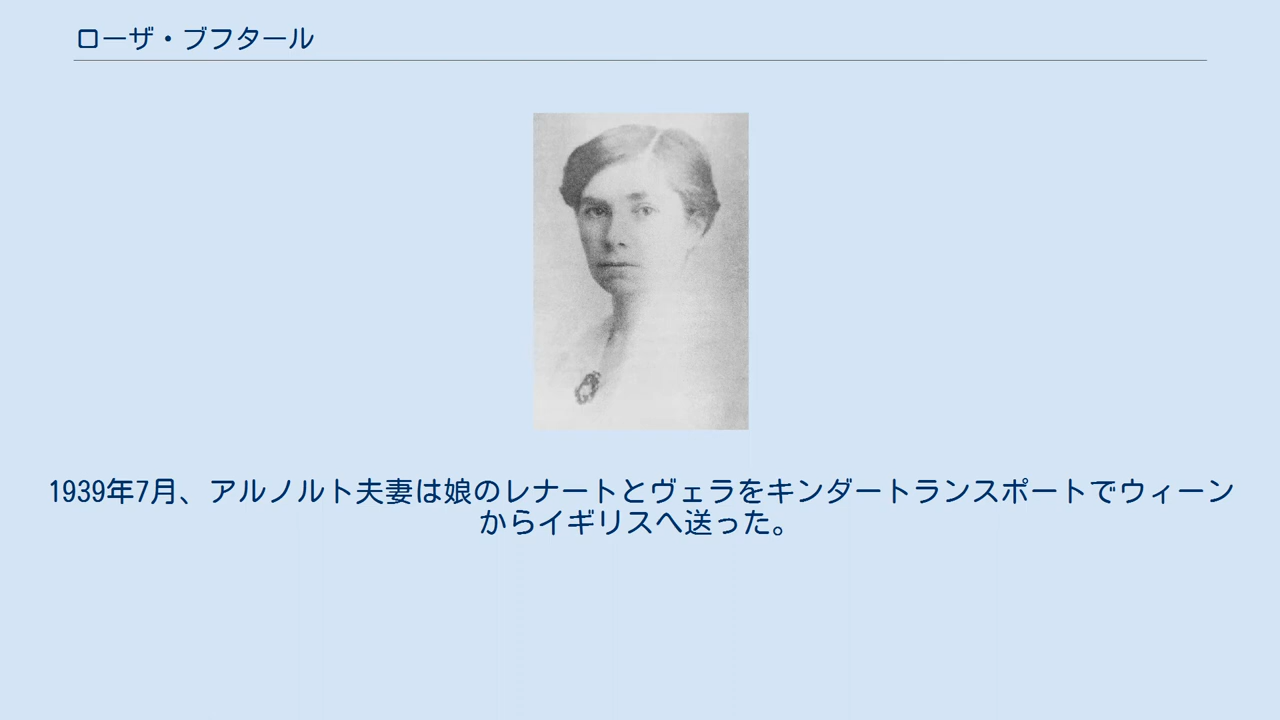 ローザ・ブフタール
1939年7月、アルノルト夫妻は娘のレナートとヴェラをキンダートランスポートでウィーン
からイギリスへ送った。